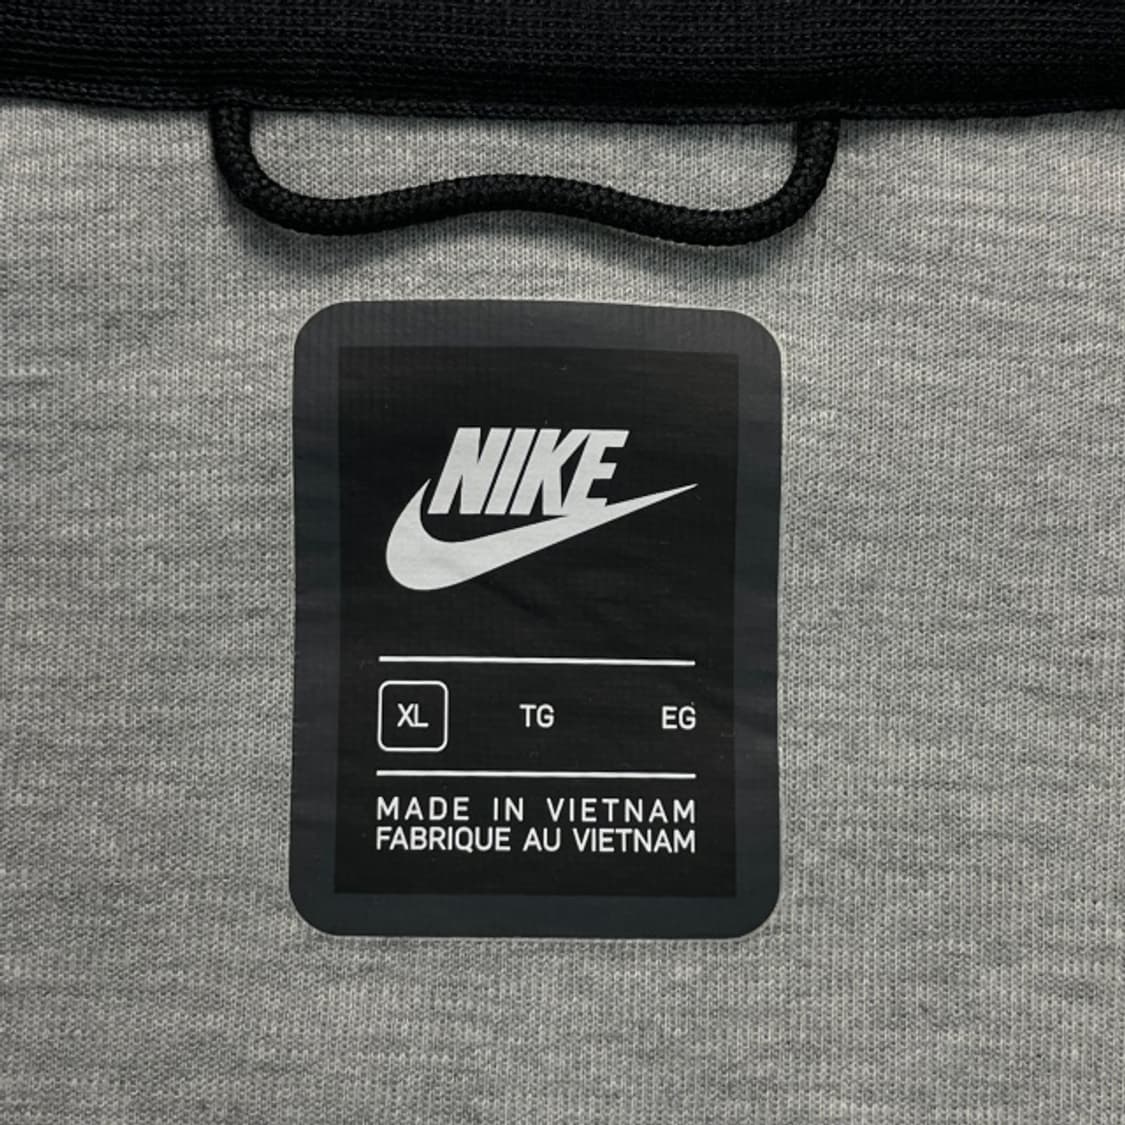 NIKE
XL TG EG
MADE IN VIETNAM
FABRIQUE AU VIETNAM